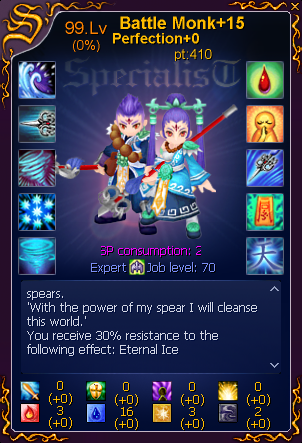 S
99.Lv
(0%)
Battle Monk+15
Perfection+0
pt:410
SpecialisT
SP consumption: 2
Expert Job level: 70
spears.
'With the power of my spear I will cleanse
this world.'
You receive 30% resistance to the
following effect: Eternal Ice
0 0 0 0
(+0) (+0) (+0) (+0)
3 16 3 2
(+0) (+0) (+0) (+0)